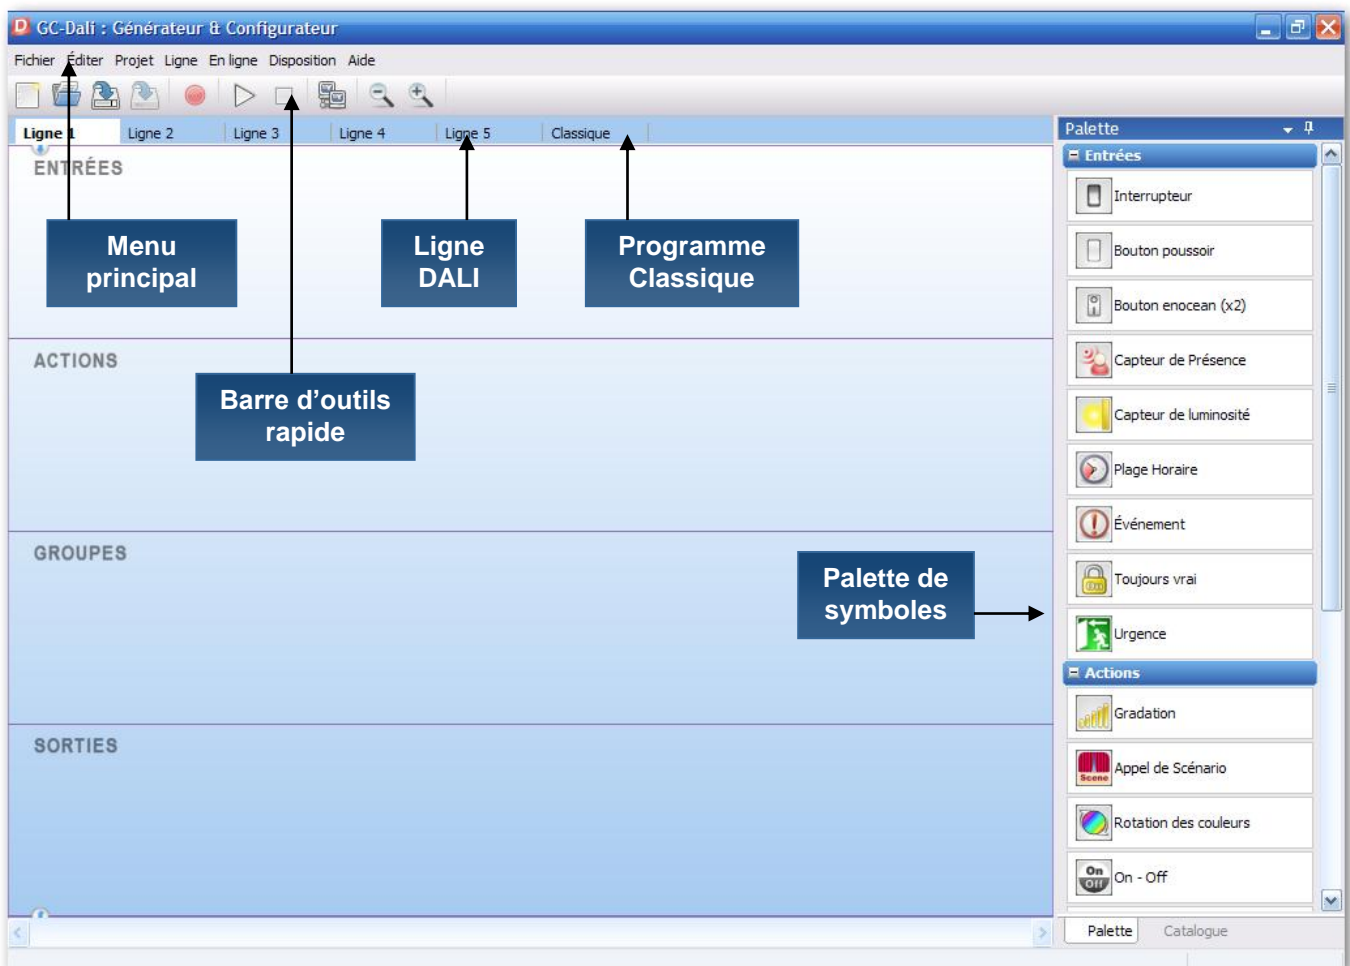 GC-Dali : Générateur & Configurateur
Fichier Éditer Projet Ligne En ligne Disposition Aide
Ligne 1 Ligne 2 Ligne 3 Ligne 4 Ligne 5 Classique
Palette
ENTRÉES
Entrées
Interrupteur
Menu
principal
Ligne
DALI
Programme
Classique
Bouton poussoir
Bouton enocean (x2)
ACTIONS
Capteur de Présence
Barre d’outils
rapide
Capteur de luminosité
Plage Horaire
Événement
GROUPES
Palette de
symboles
Toujours vrai
Urgence
Actions
Gradation
SORTIES
Scene
Appel de Scénario
Rotation des couleurs
On
Off
On - Off
Palette Catalogue